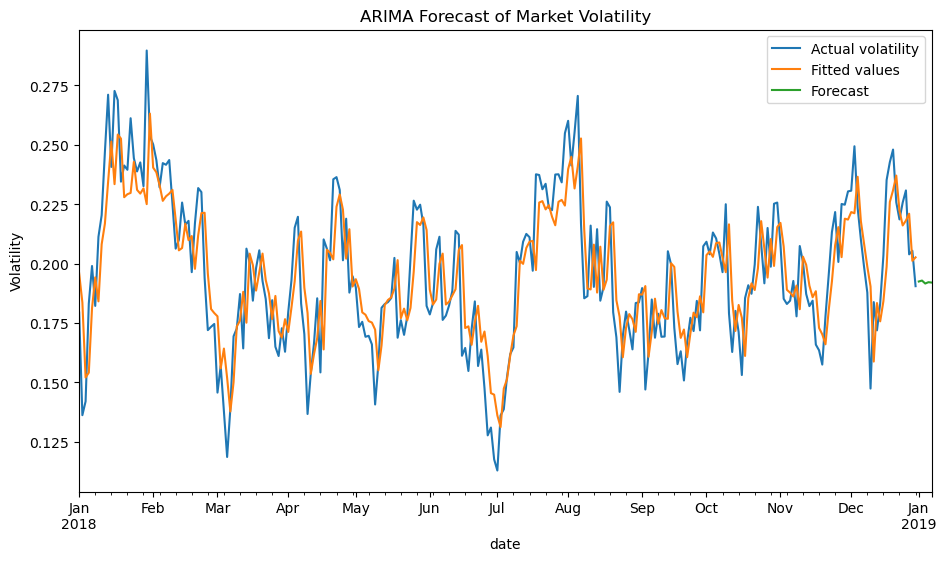 ARIMA Forecast of Market Volatility
Actual volatility
Fitted values
Forecast
Volatility
0.275
0.250
0.225
0.200
0.175
0.150
0.125
Jan Feb Mar Apr May Jun Jul Aug Sep Oct Nov Dec Jan
2018 2019
date